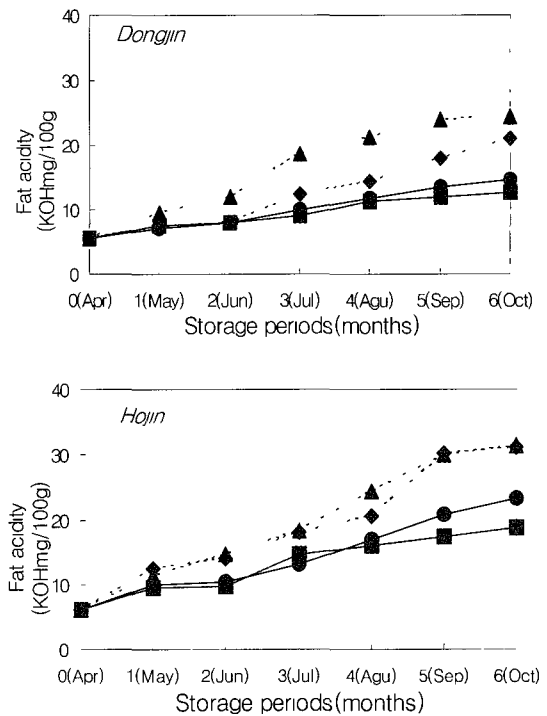 Dongjin
40
30
20
10
0
Fat acidity
(KOHmg/100g)
0(Apr) 1(May) 2(Jun) 3(Jul) 4(Agu) 5(Sep) 6(Oct)
Storage periods(months)
Hojin
40
30
20
10
0
Fat acidity
(KOHmg/100g)
0(Apr) 1(May) 2(Jun) 3(Jul) 4(Agu) 5(Sep) 6(Oct)
Storage periods(months)